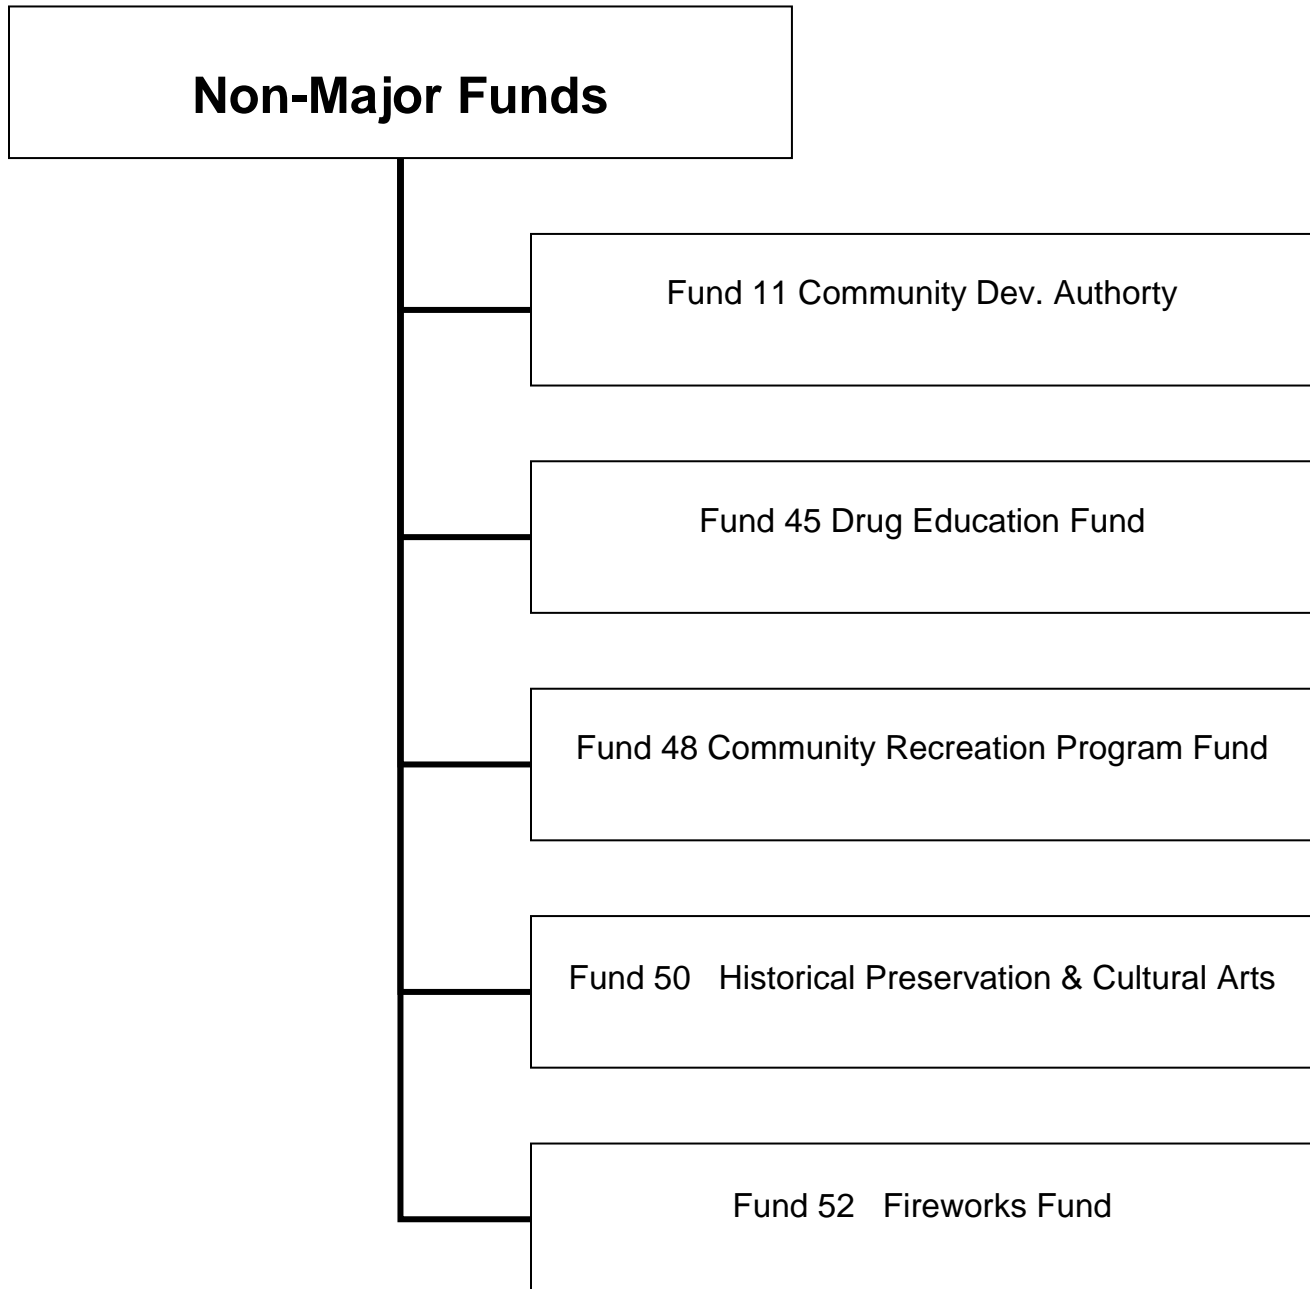 Non-Major Funds
Fund 11 Community Dev. Authorty
Fund 45 Drug Education Fund
Fund 48 Community Recreation Program Fund
Fund 50   Historical Preservation & Cultural Arts
Fund 52   Fireworks Fund